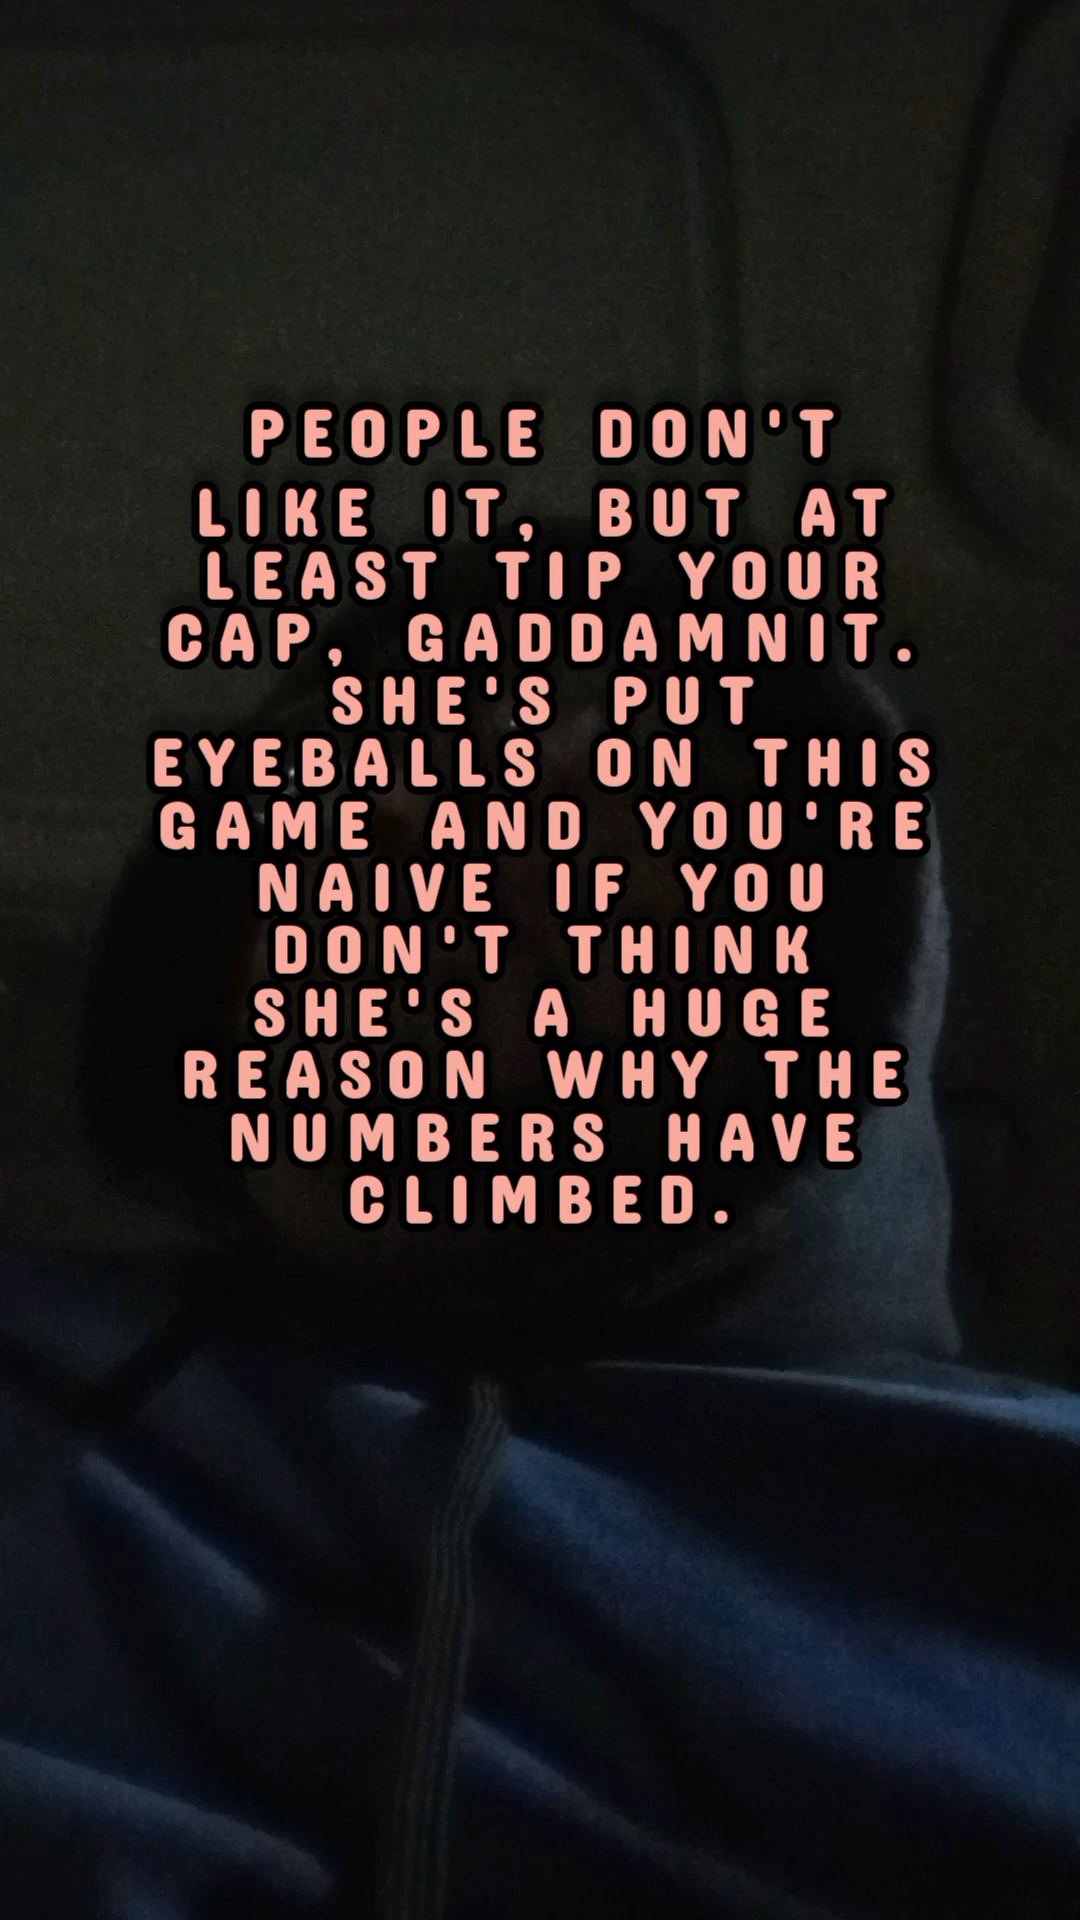 PEOPLE DON'T
LIKE IT, BUT AT
LEAST TIP YOUR
CAP, GADDAMNIT.
SHE'S PUT
EYEBALLS ON THIS
GAME AND YOU'RE
NAIVE IF YOU
DON'T THINK
SHE'S A HUGE
REASON WHY THE
NUMBERS HAVE
CLIMBED.